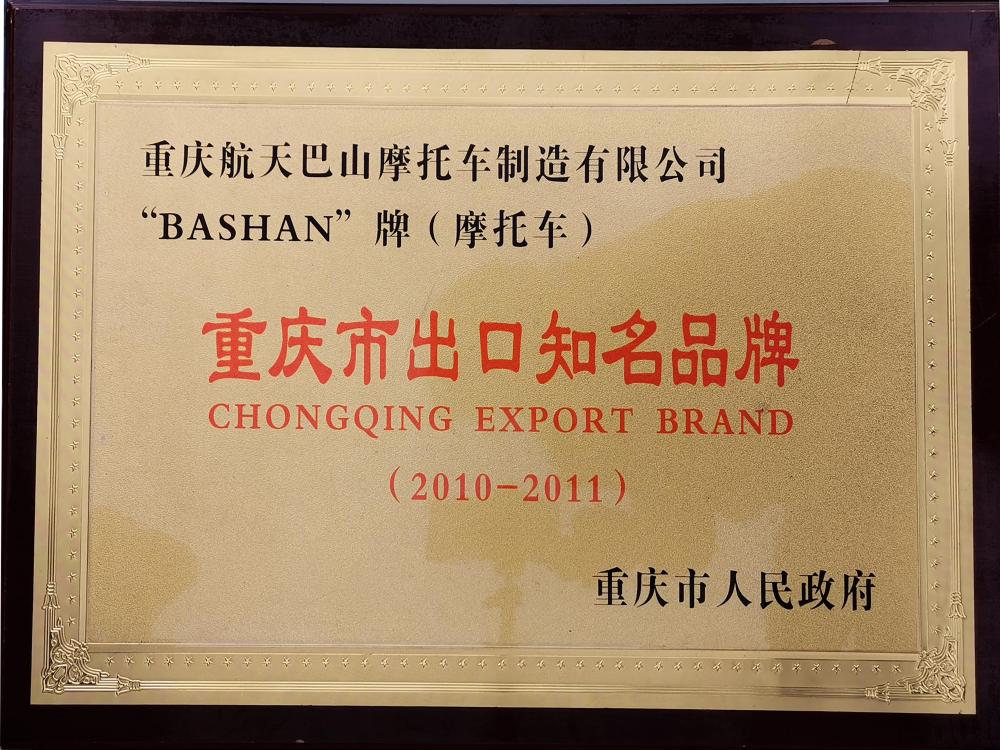 重庆航天巴山摩托车制造有限公司
“BASHAN”牌（摩托车）
重庆市出口知名品牌
CHONGQING EXPORT BRAND
（2010-2011）
重庆市人民政府